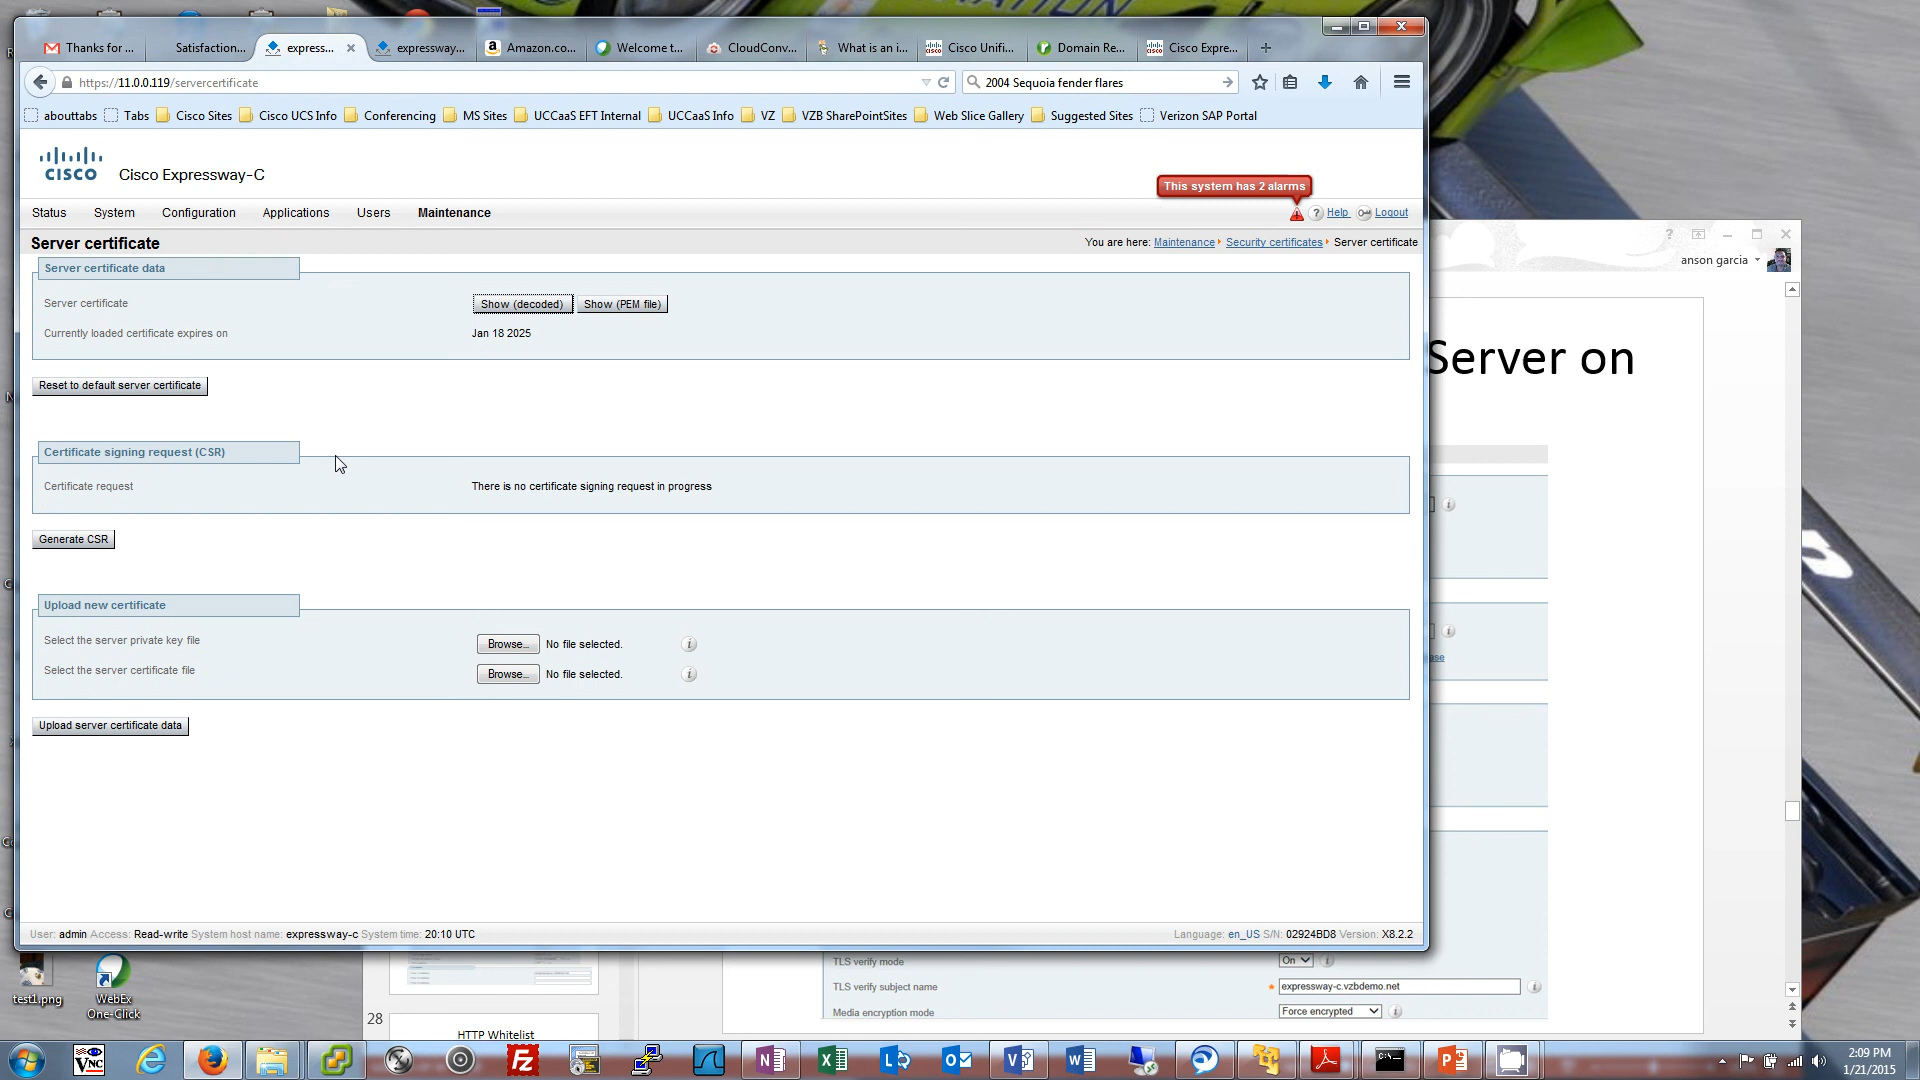 Thanks for ...
Satisfaction...
express...
expressway...
Amazon.co...
Welcome t...
CloudConv...
What is an i...
Cisco Unifi...
Domain Re...
Cisco Expre...
https://11.0.0.119/servercertificate
2004 Sequoia fender flares
abouttabs
Tabs
Cisco Sites
Cisco UCS Info
Conferencing
MS Sites
UCCaaS EFT Internal
UCCaaS Info
VZ
VZB SharePointSites
Web Slice Gallery
Suggested Sites
Verizon SAP Portal
CISCO
Cisco Expressway-C
This system has 2 alarms
Status
System
Configuration
Applications
Users
Maintenance
Help
Logout
Server certificate
You are here: Maintenance Security certificates Server certificate
anson garcia
Server certificate data
Server certificate
Show (decoded)
Show (PEM file)
Currently loaded certificate expires on
Jan 18 2025
Server on
Reset to default server certificate
Certificate signing request (CSR)
Certificate request
There is no certificate signing request in progress
Generate CSR
Upload new certificate
Select the server private key file
Browse...
No file selected.
Select the server certificate file
Browse...
No file selected.
Upload server certificate data
User: admin Access: Read-write System host name: expressway-c System time: 20:10 UTC
Language: en_US S/N: 02924BD8 Version: X8.2.2
TLS verify mode
On
TLS verify subject name
expressway-c.vzbdemo.net
Media encryption mode
Force encrypted
test1.png
WebEx
One-Click
28
HTTP Whitelist
2:09 PM
1/21/2015